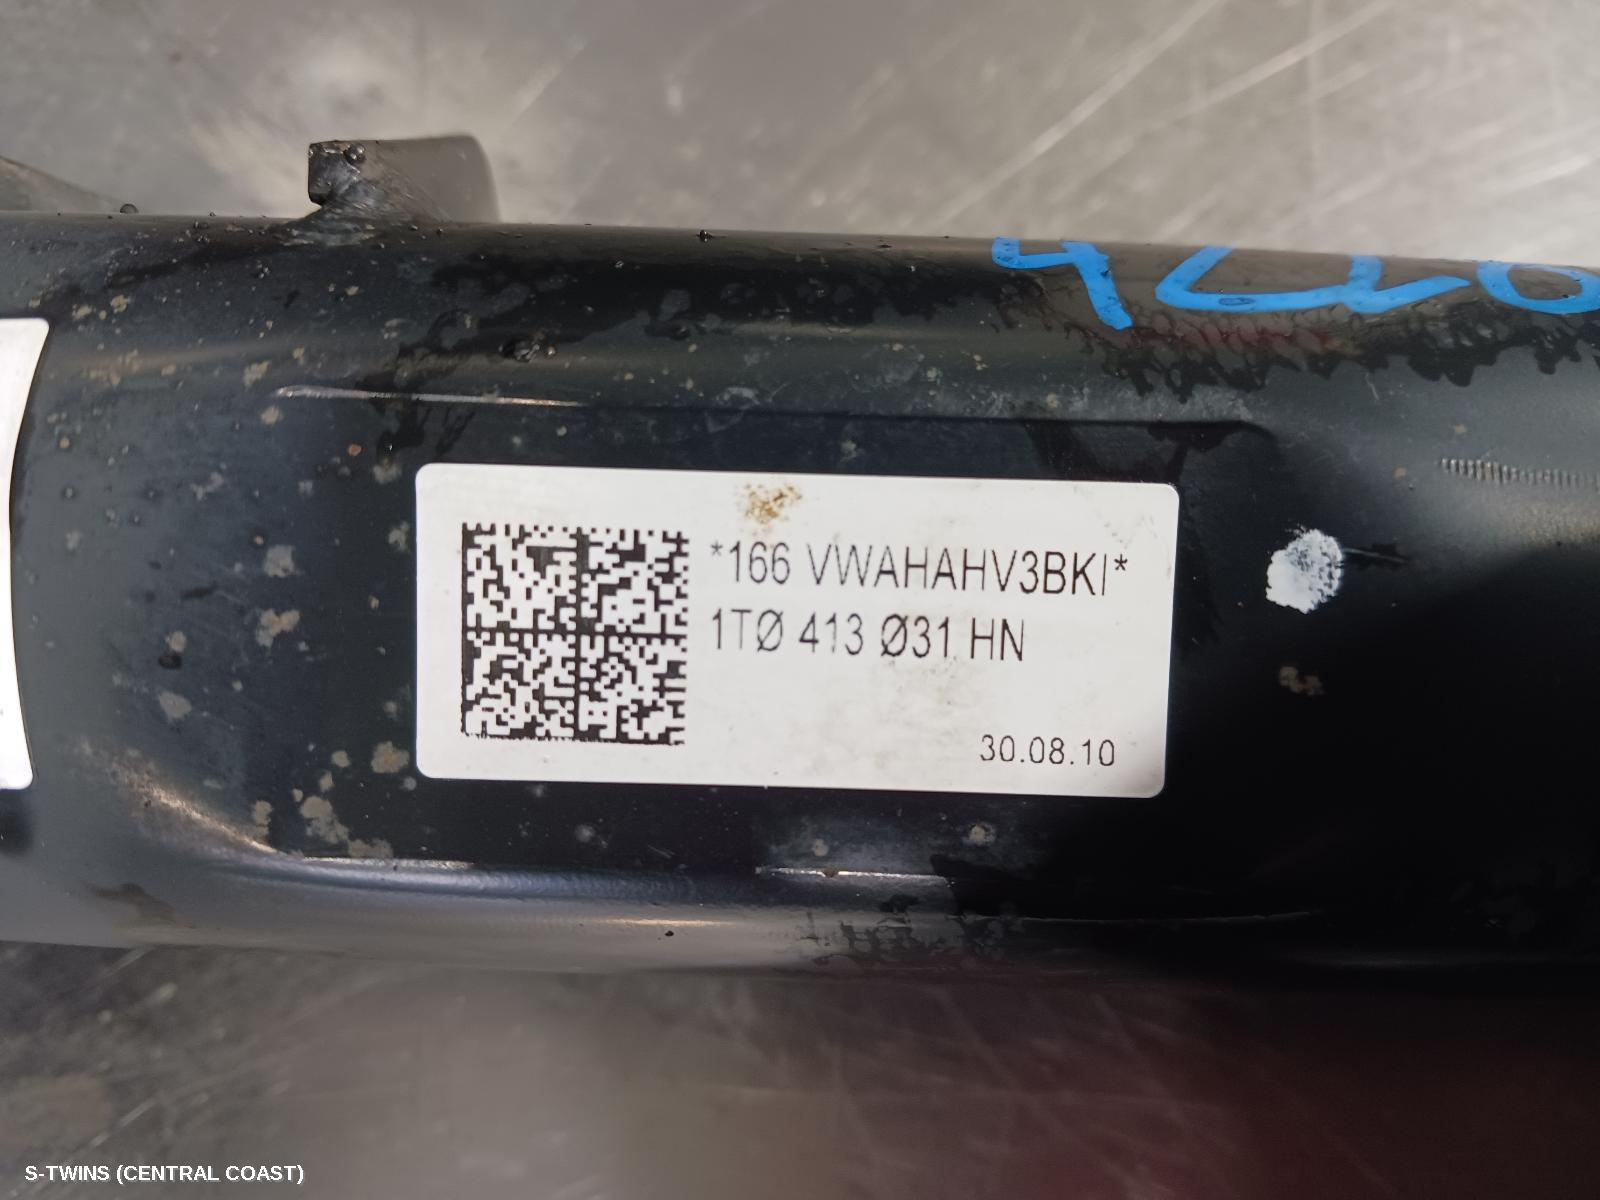 *166 VWAHAHV3BKI*
1TØ 413 Ø31 HN
30.08.10
S-TWINS (CENTRAL COAST)